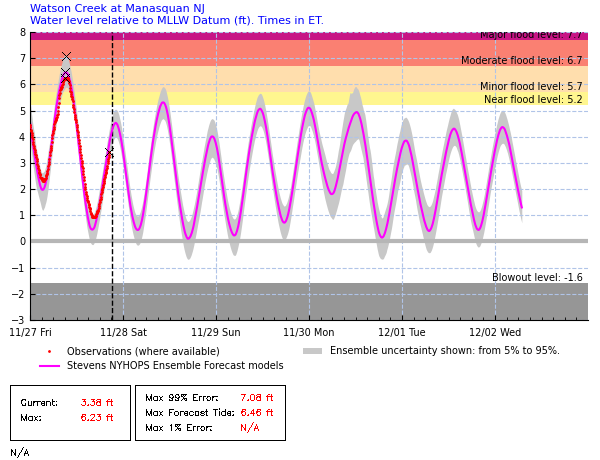 Watson Creek at Manasquan NJ
Water level relative to MLLW Datum (ft). Times in ET.
8
Major flood level: 7.7
7
Moderate flood level: 6.7
6
Minor flood level: 5.7
Near flood level: 5.2
5
4
3
2
1
0
−1
Blowout level: -1.6
−2
−3
11/27 Fri 11/28 Sat 11/29 Sun 11/30 Mon 12/01 Tue 12/02 Wed
Observations (where available) Ensemble uncertainty shown: from 5% to 95%.
Stevens NYHOPS Ensemble Forecast models
Current: 3.38 ft
Max: 6.23 ft
Max 99% Error: 7.08 ft
Max Forecast Tide: 6.46 ft
Max 1% Error: N/A
N/A